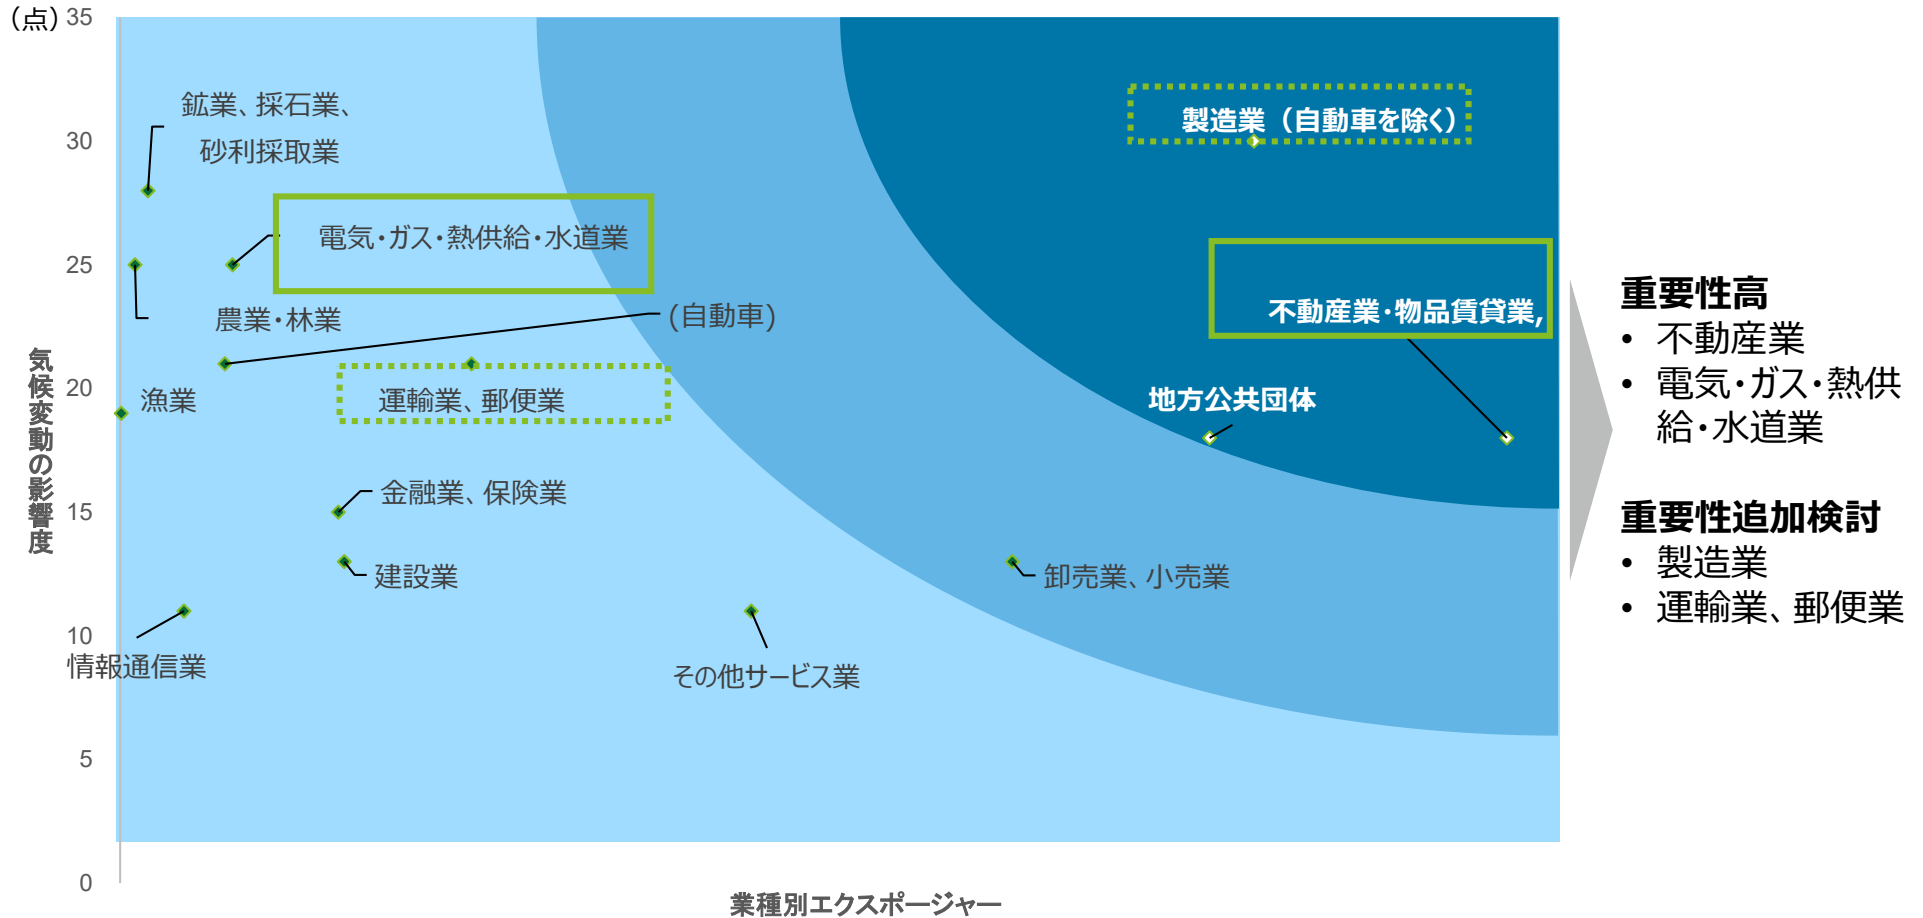 （点）
35
30
25
20
15
10
5
0
気候変動の影響度
業種別エクスポージャー
鉱業、採石業、
砂利採取業
電気・ガス・熱供給・水道業
農業・林業
(自動車)
漁業
運輸業、郵便業
金融業、保険業
建設業
情報通信業
その他サービス業
卸売業、小売業
製造業（自動車を除く）
不動産業・物品賃貸業,
地方公共団体
重要性高
• 不動産業
• 電気・ガス・熱供
給・水道業
重要性追加検討
• 製造業
• 運輸業、郵便業